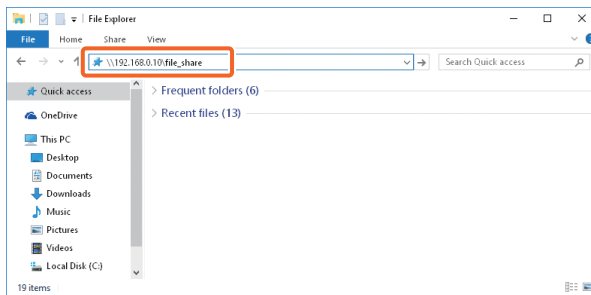 File Explorer
File Home Share View
\\192.168.0.10\file_share
Search Quick access
Quick access
OneDrive
This PC
Desktop
Documents
Downloads
Music
Pictures
Videos
Local Disk (C:)
> Frequent folders (6)
> Recent files (13)
19 items